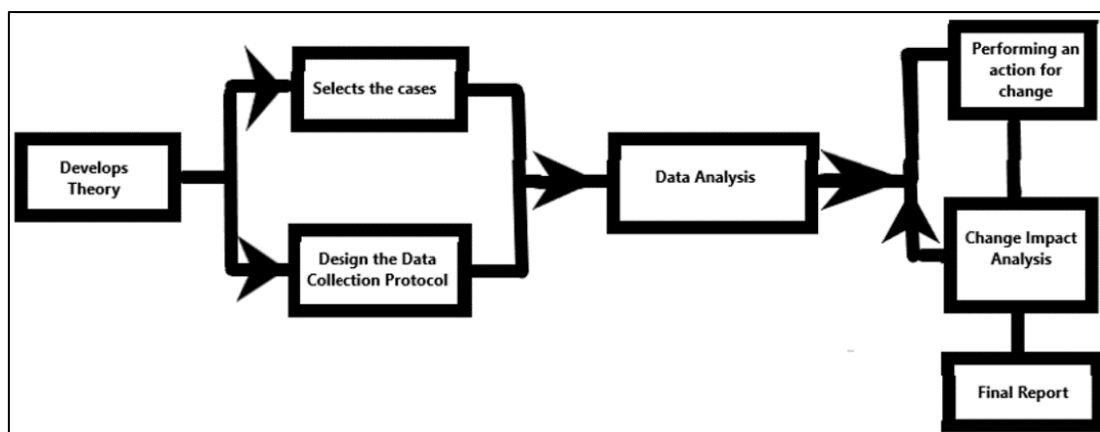 Develops
Theory
Selects the cases
Design the Data
Collection Protocol
Data Analysis
Performing an
action for
change
Change Impact
Analysis
Final Report